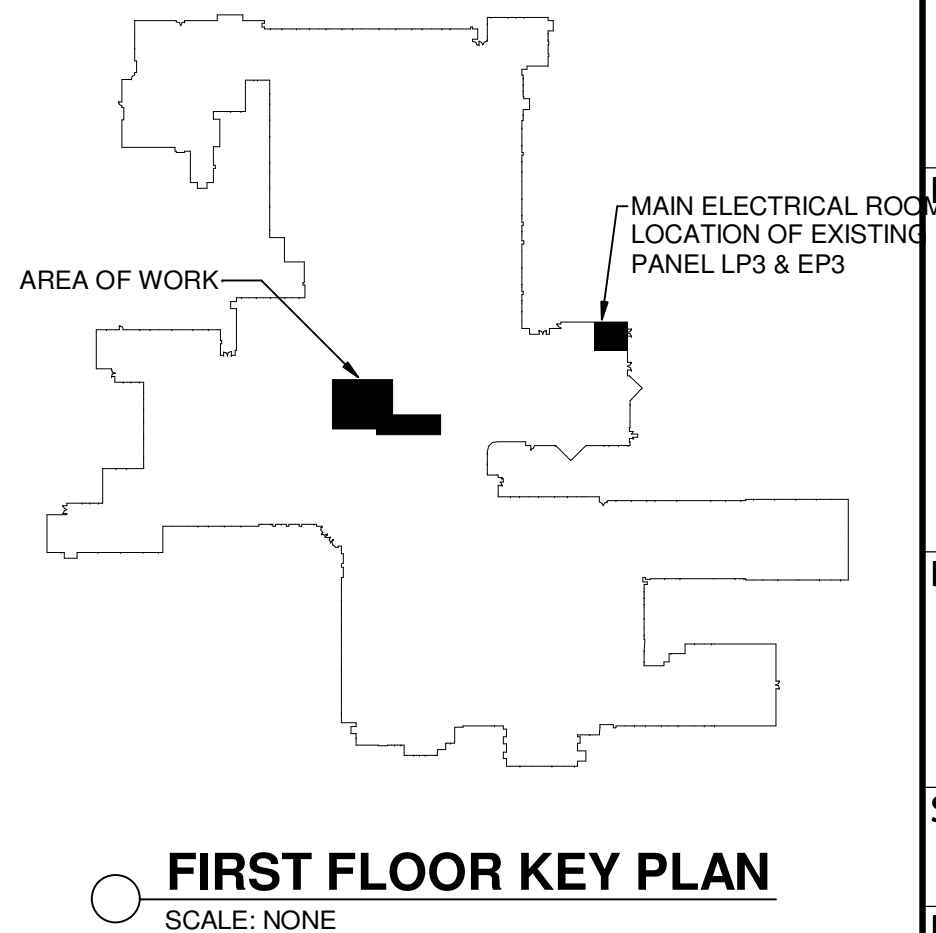 MAIN ELECTRICAL ROOM
LOCATION OF EXISTING
PANEL LP3 & EP3
AREA OF WORK
FIRST FLOOR KEY PLAN
SCALE: NONE